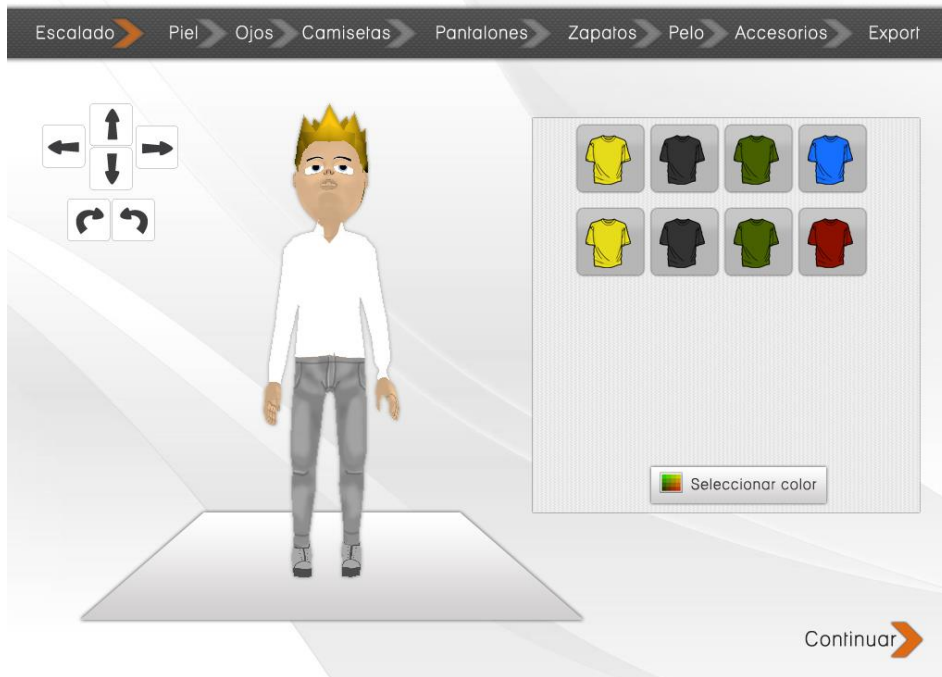 Escalado Piel Ojos Camisetas Pantalones Zapatos Pelo Accesorios Export
Seleccionar color
Continuar